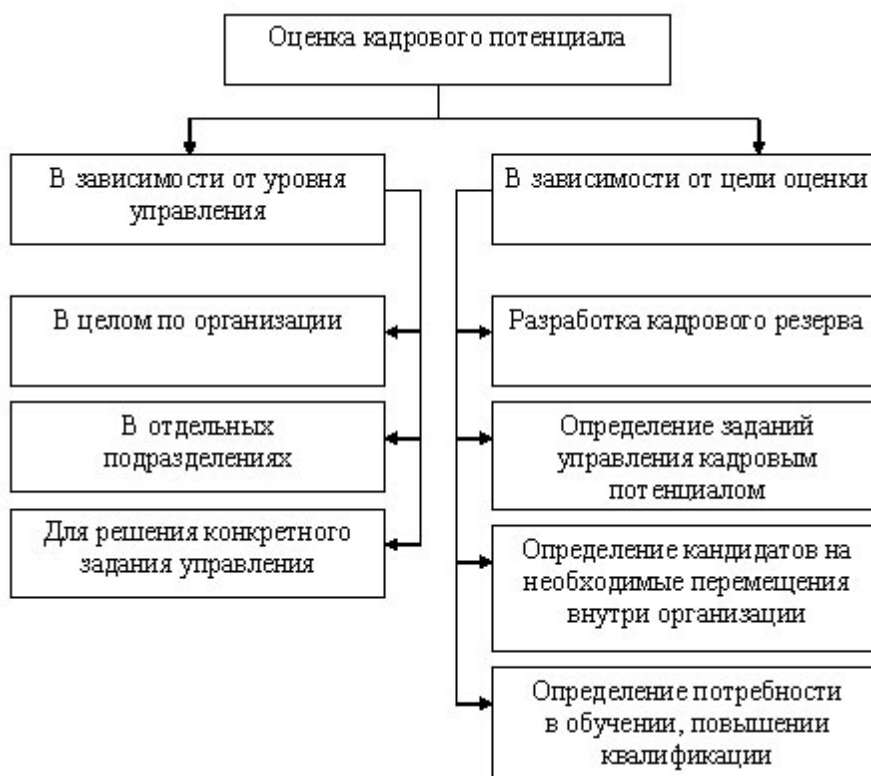 Оценка кадрового потенциала
В зависимости от уровня
управления
В зависимости от цели оценки
В целом по организации
В отдельных
подразделениях
Для решения конкретного
задания управления
Разработка кадрового резерва
Определение заданий
управления кадровым
потенциалом
Определение кандидатов на
необходимые перемещения
внутри организации
Определение потребности
в обучении, повышении
квалификации